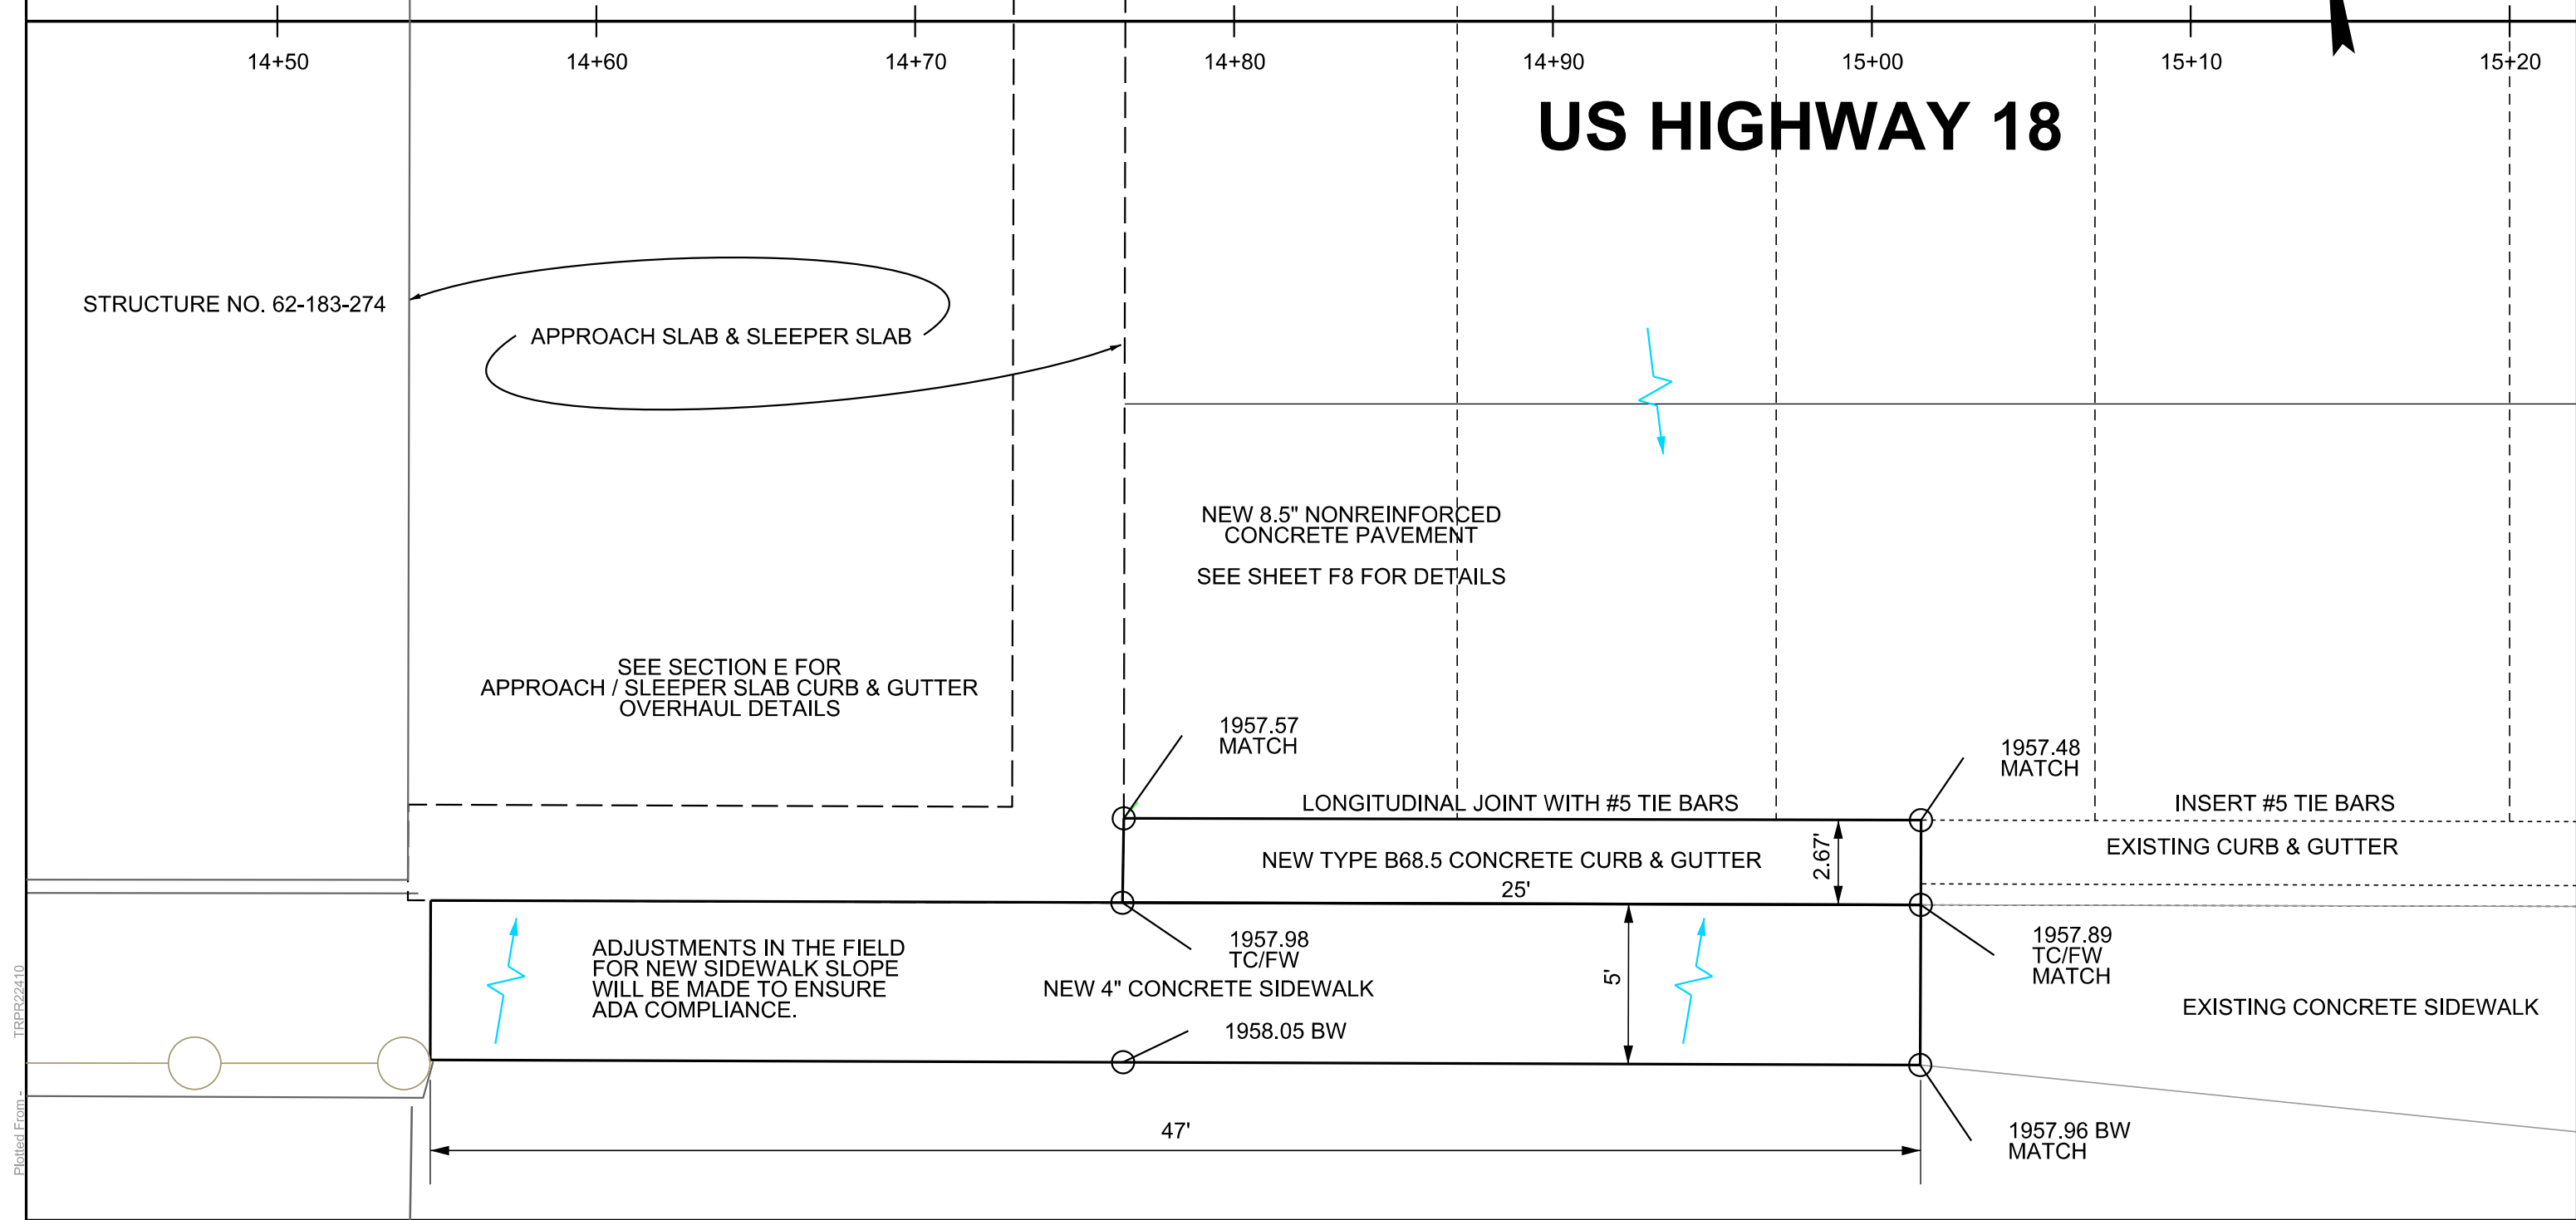 14+50
14+60
14+70
14+80
14+90
15+00
15+10
15+20
US HIGHWAY 18
STRUCTURE NO. 62-183-274
APPROACH SLAB & SLEEPER SLAB
NEW 8.5" NONREINFORCED
CONCRETE PAVEMENT
SEE SHEET F8 FOR DETAILS
SEE SECTION E FOR
APPROACH / SLEEPER SLAB CURB & GUTTER
OVERHAUL DETAILS
1957.57
MATCH
1957.48
MATCH
LONGITUDINAL JOINT WITH #5 TIE BARS
INSERT #5 TIE BARS
NEW TYPE B68.5 CONCRETE CURB & GUTTER
2.67'
EXISTING CURB & GUTTER
25'
ADJUSTMENTS IN THE FIELD
FOR NEW SIDEWALK SLOPE
WILL BE MADE TO ENSURE
ADA COMPLIANCE.
1957.98
TC/FW
NEW 4" CONCRETE SIDEWALK
5'
1957.89
TC/FW
MATCH
EXISTING CONCRETE SIDEWALK
1958.05 BW
47'
1957.96 BW
MATCH
TRPR22410
Plotted From -